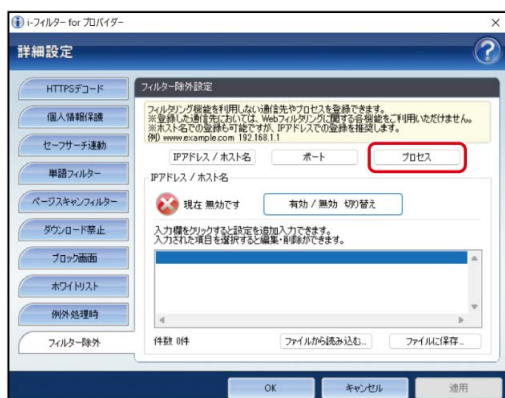 i-フィルター for プロバイダー
詳細設定
HTTPSデコード
個人情報保護
セーフサーチ連動
単語フィルター
ページスキャンフィルター
ダウンロード禁止
ブロック画面
ホワイトリスト
例外処理時
フィルター除外
フィルター除外設定
フィルタリング機能を利用しない通信先やプロセスを登録できます。
※登録した通信先においては、Webフィルタリングに関する各機能をご利用いただけません。
※ホスト名での登録も可能ですが、IPアドレスでの登録を推奨します。
例) www.example.com 192.168.1.1
IPアドレス / ホスト名
ポート
プロセス
IPアドレス / ホスト名
現在 無効です
有効 / 無効 切り替え
入力欄をクリックすると設定を追加入力できます。
入力された項目を選択すると編集・削除ができます。
件数 0件
ファイルから読み込む...
ファイルに保存...
OK
キャンセル
適用